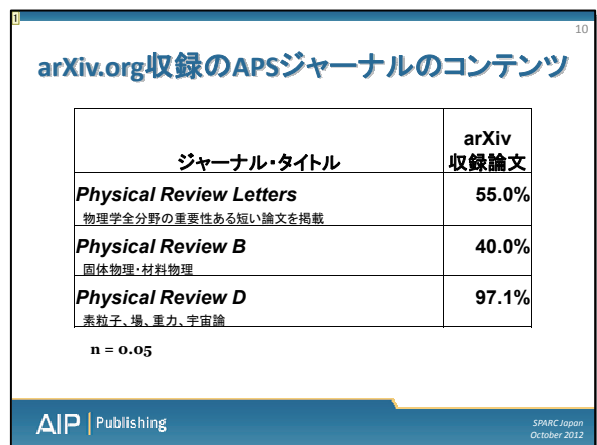 1
10
arXiv.org収録のAPSジャーナルのコンテンツ
ジャーナル・タイトル
arXiv
収録論文
Physical Review Letters 55.0%
物理学全分野の重要性ある短い論文を掲載
Physical Review B 40.0%
固体物理・材料物理
Physical Review D 97.1%
素粒子、場、重力、宇宙論
n = 0.05
AIP | Publishing
SPARC Japan
October 2012